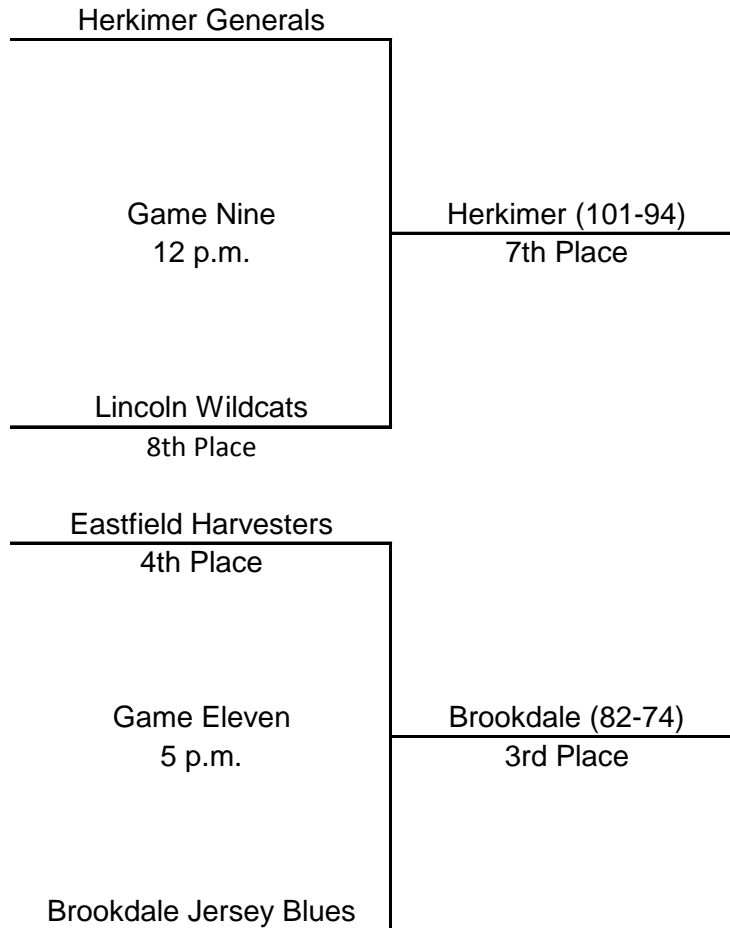 Herkimer Generals
Game Nine
12 p.m.
Herkimer (101-94)
7th Place
Lincoln Wildcats
8th Place
Eastfield Harvesters
4th Place
Game Eleven
5 p.m.
Brookdale (82-74)
3rd Place
Brookdale Jersey Blues